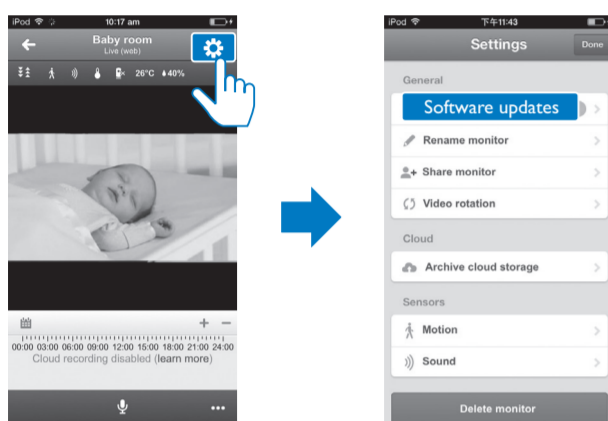 iPod 10:17 am
Baby room
Live (web)
26°C 40%
00:00 03:00 06:00 09:00 12:00 15:00 18:00 21:00 24:00
Cloud recording disabled (learn more)
iPod 下午11:43
Settings Done
General
Software updates
Rename monitor
Share monitor
Video rotation
Cloud
Archive cloud storage
Sensors
Motion
Sound
Delete monitor